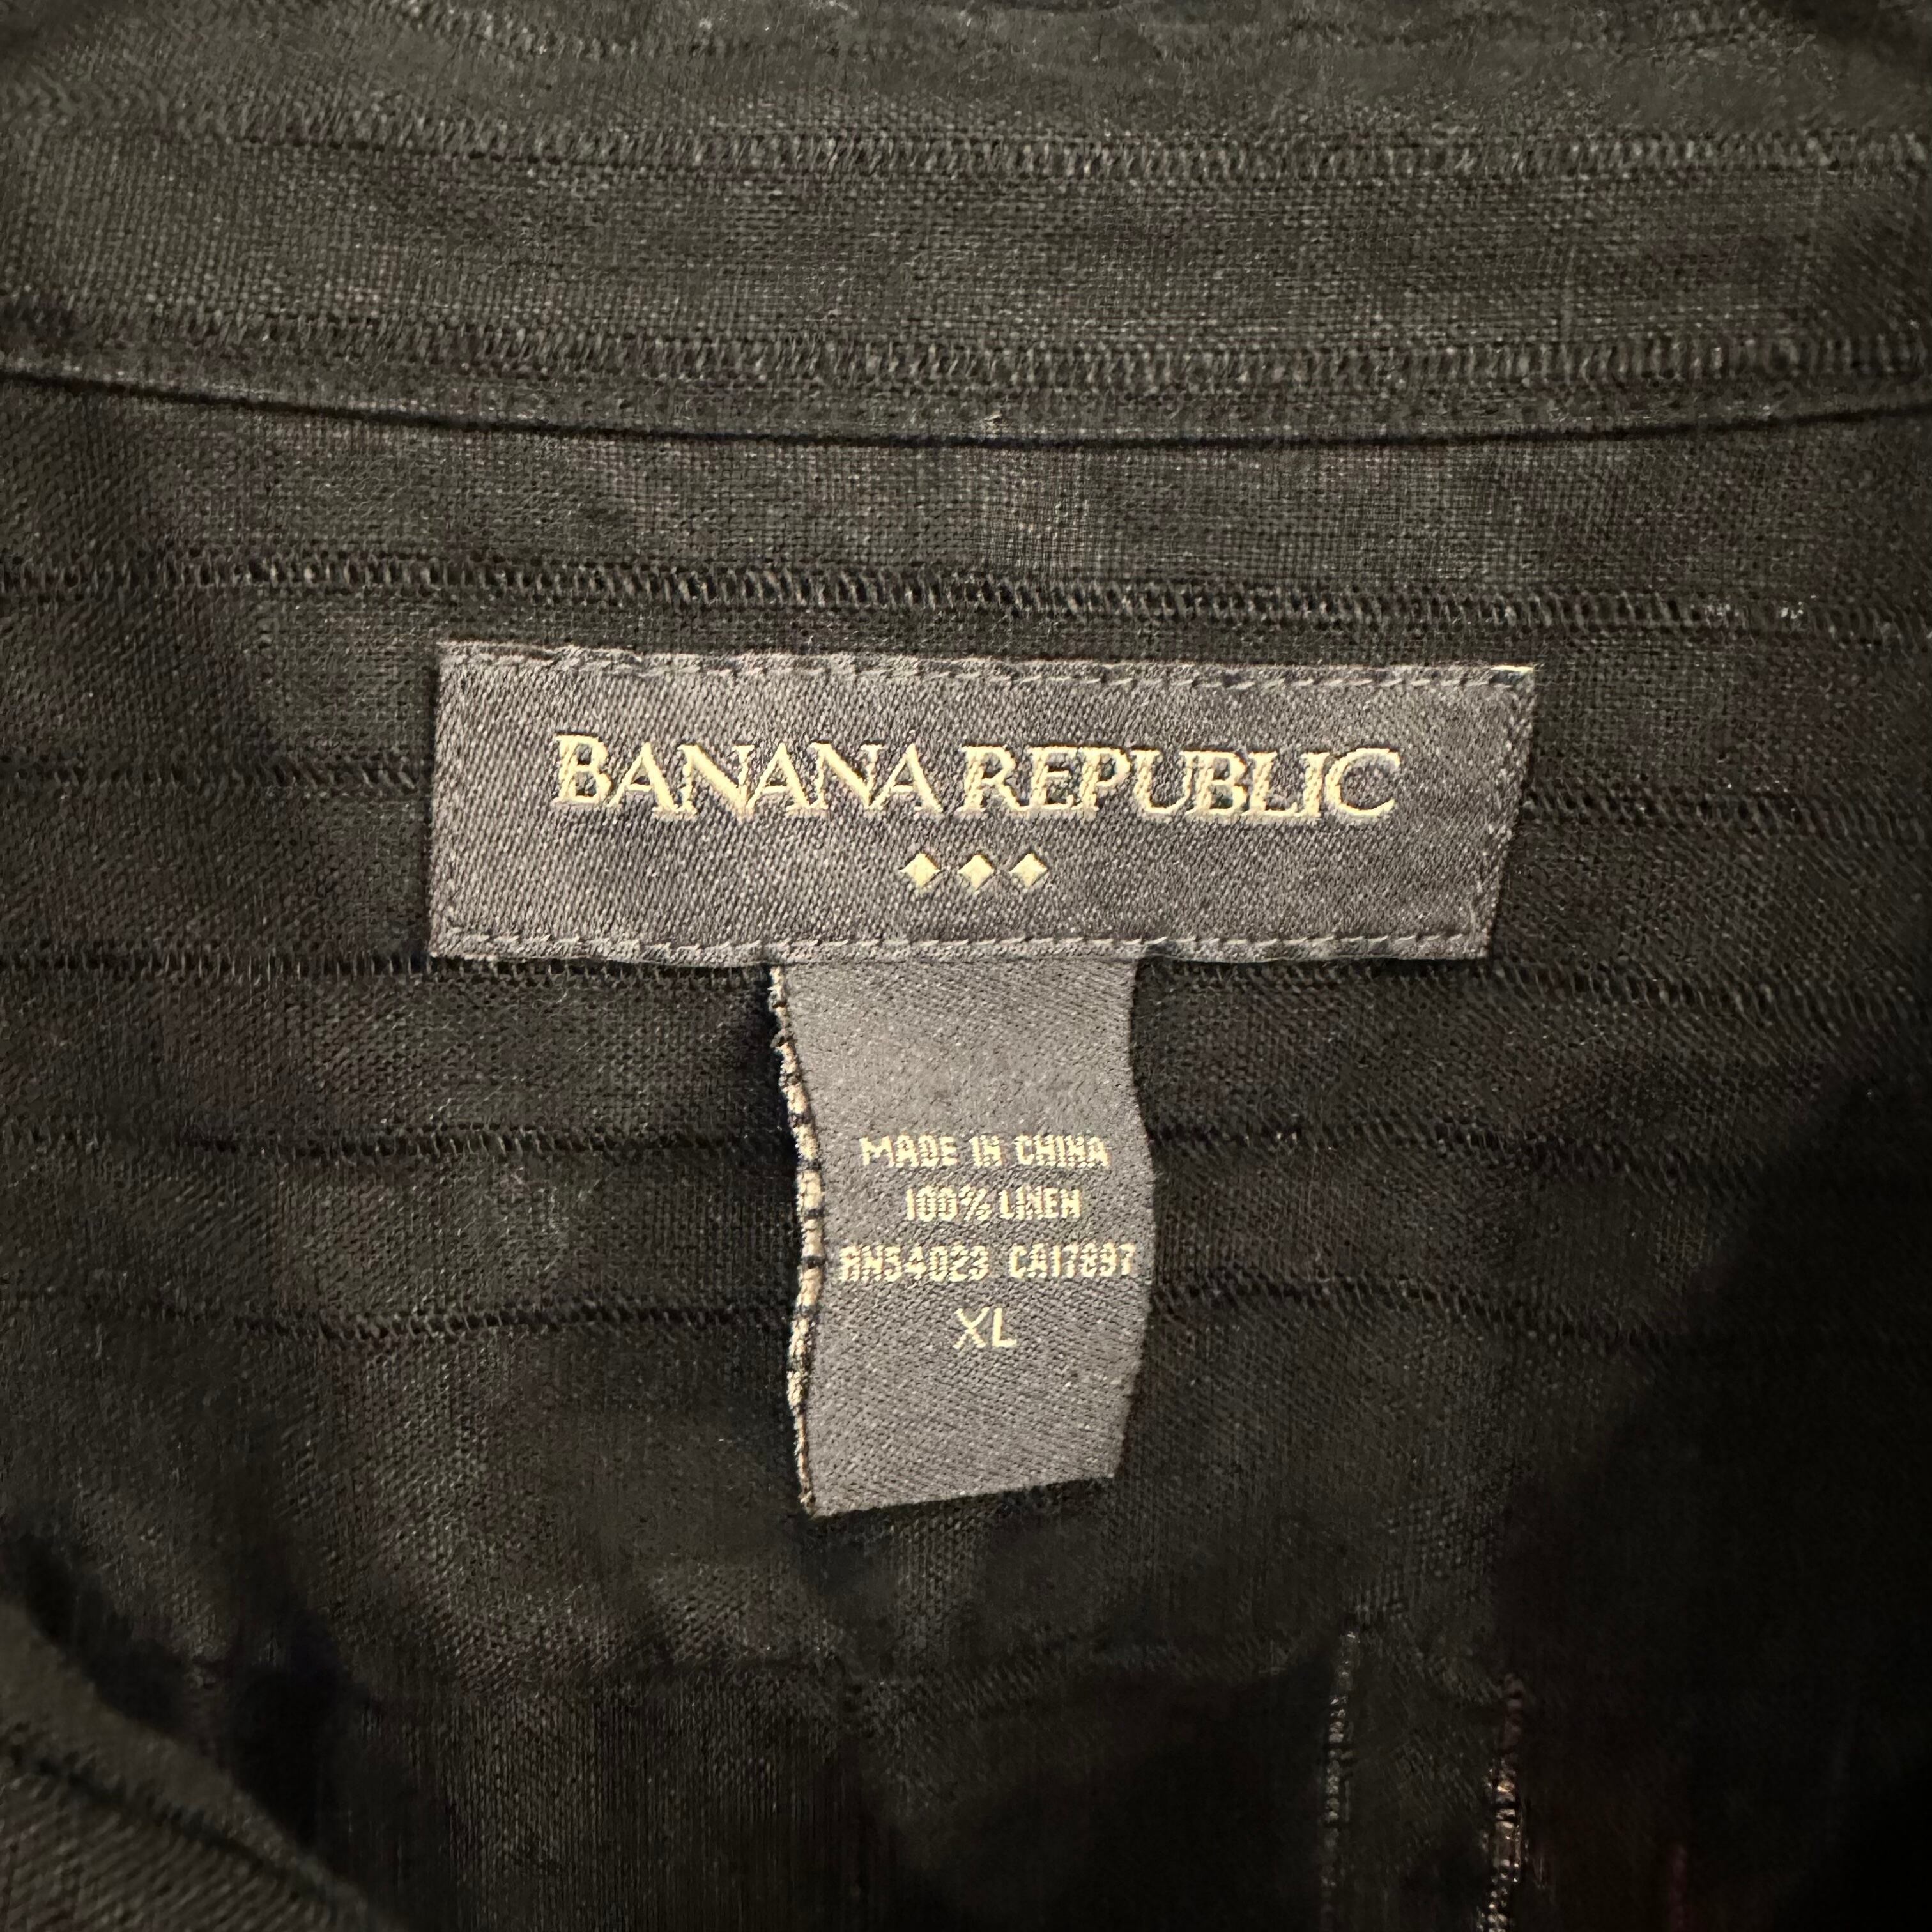 BANANA REPUBLIC
MADE IN CHINA
100% LINEN
RN54023 CA17897
XL